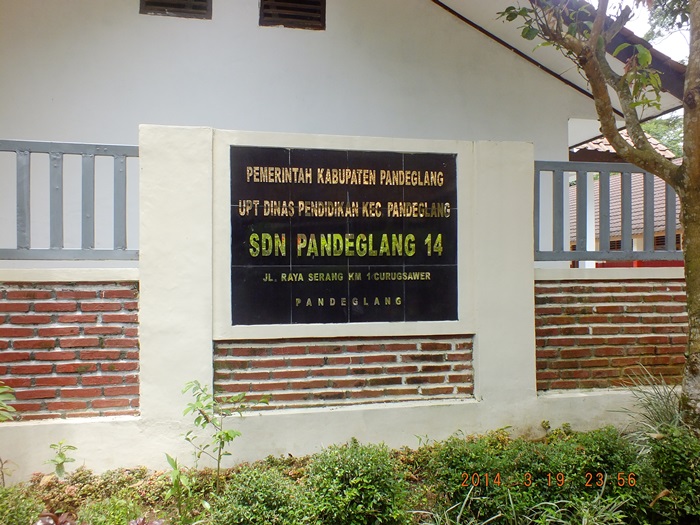 PEMERINTAH KABUPATEN PANDEGLANG
UPT DINAS PENDIDIKAN KEC. PANDEGLANG
SDN PANDEGLANG 14
JL. RAYA SERANG KM 1 CURUGSAWER
PANDEGLANG
2014 - 3 19 23:56